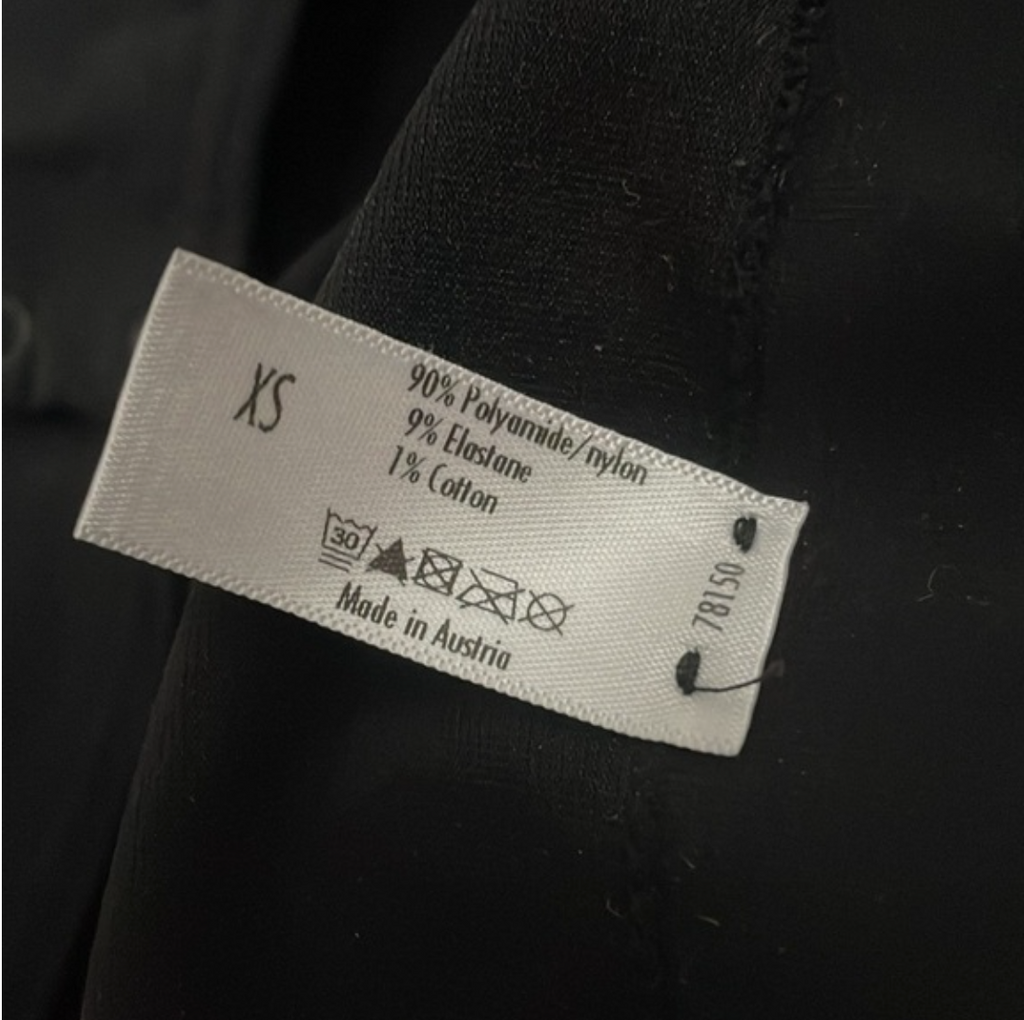 XS
90% Polyamide/nylon
9% Elastane
1% Cotton
30
Made in Austria
78150